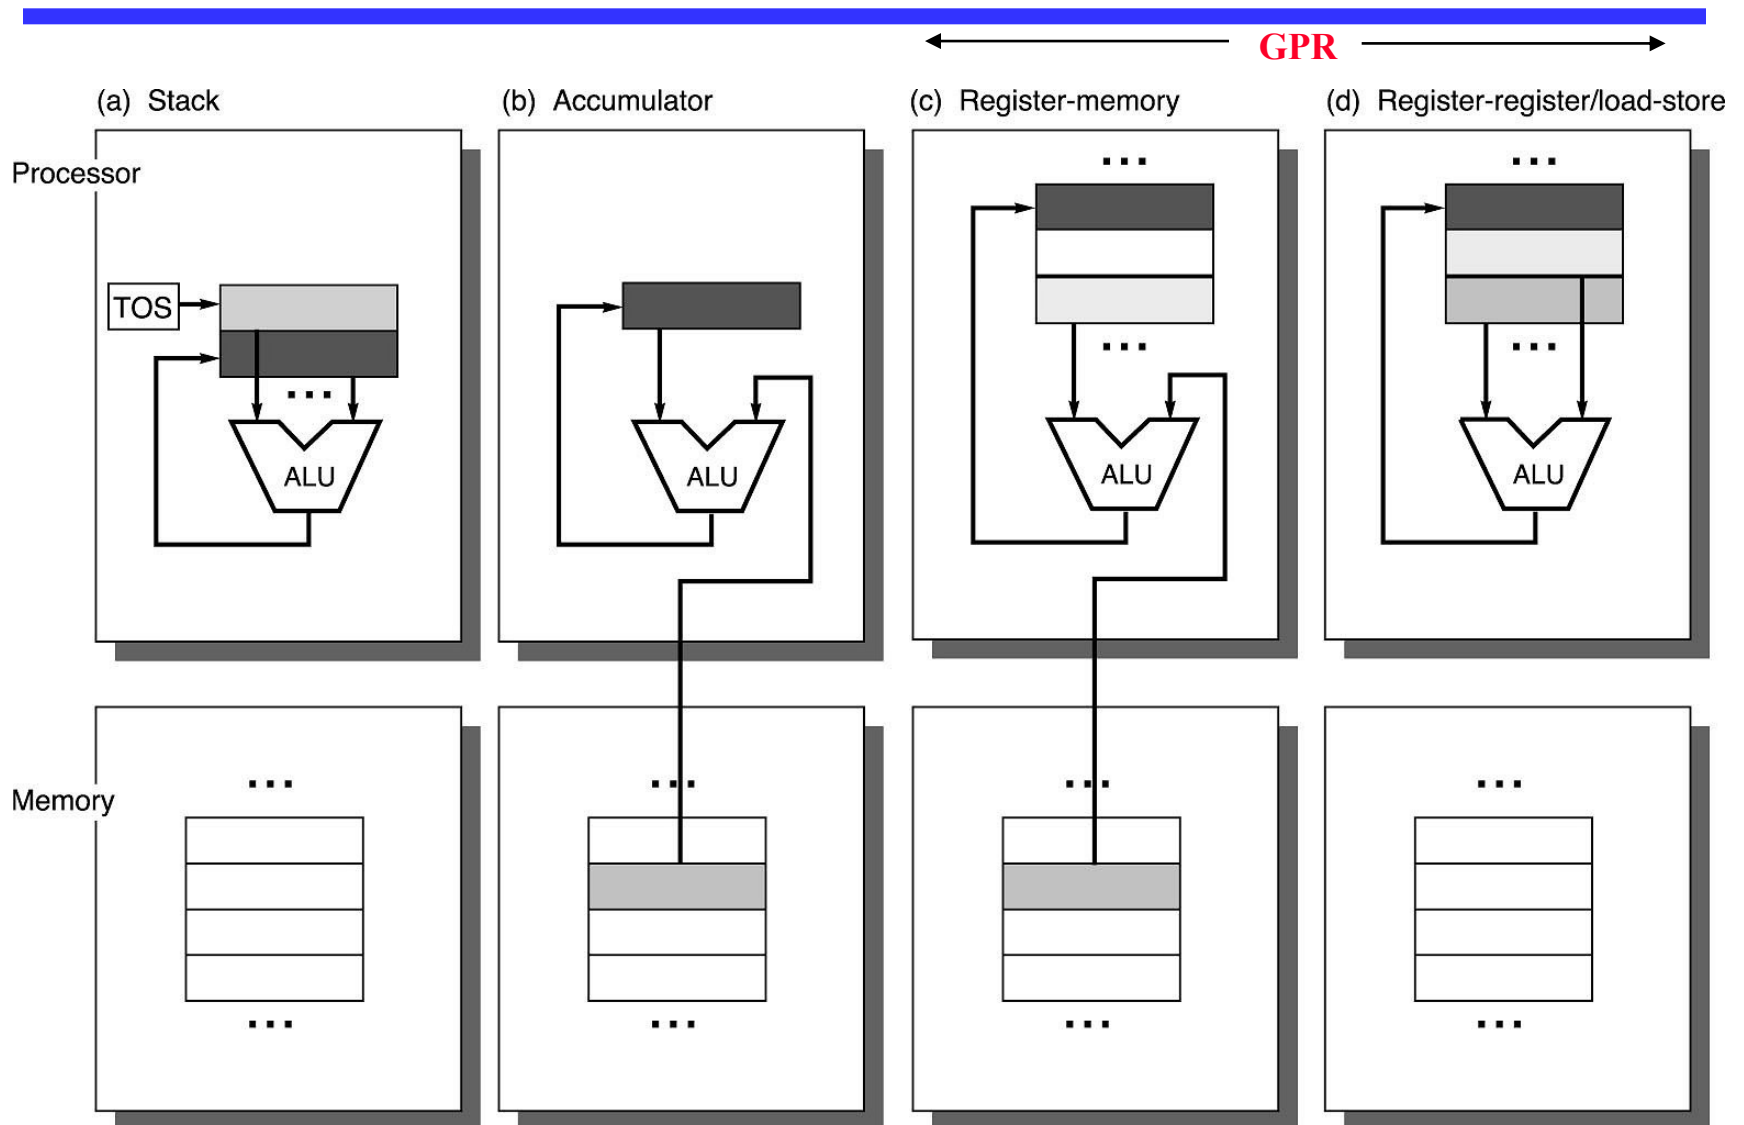 GPR
(a) Stack
(b) Accumulator
(c) Register-memory
(d) Register-register/load-store
Processor
...
...
TOS
...
...
...
ALU
ALU
ALU
ALU
Memory
...
...
...
...
...
...
...
...